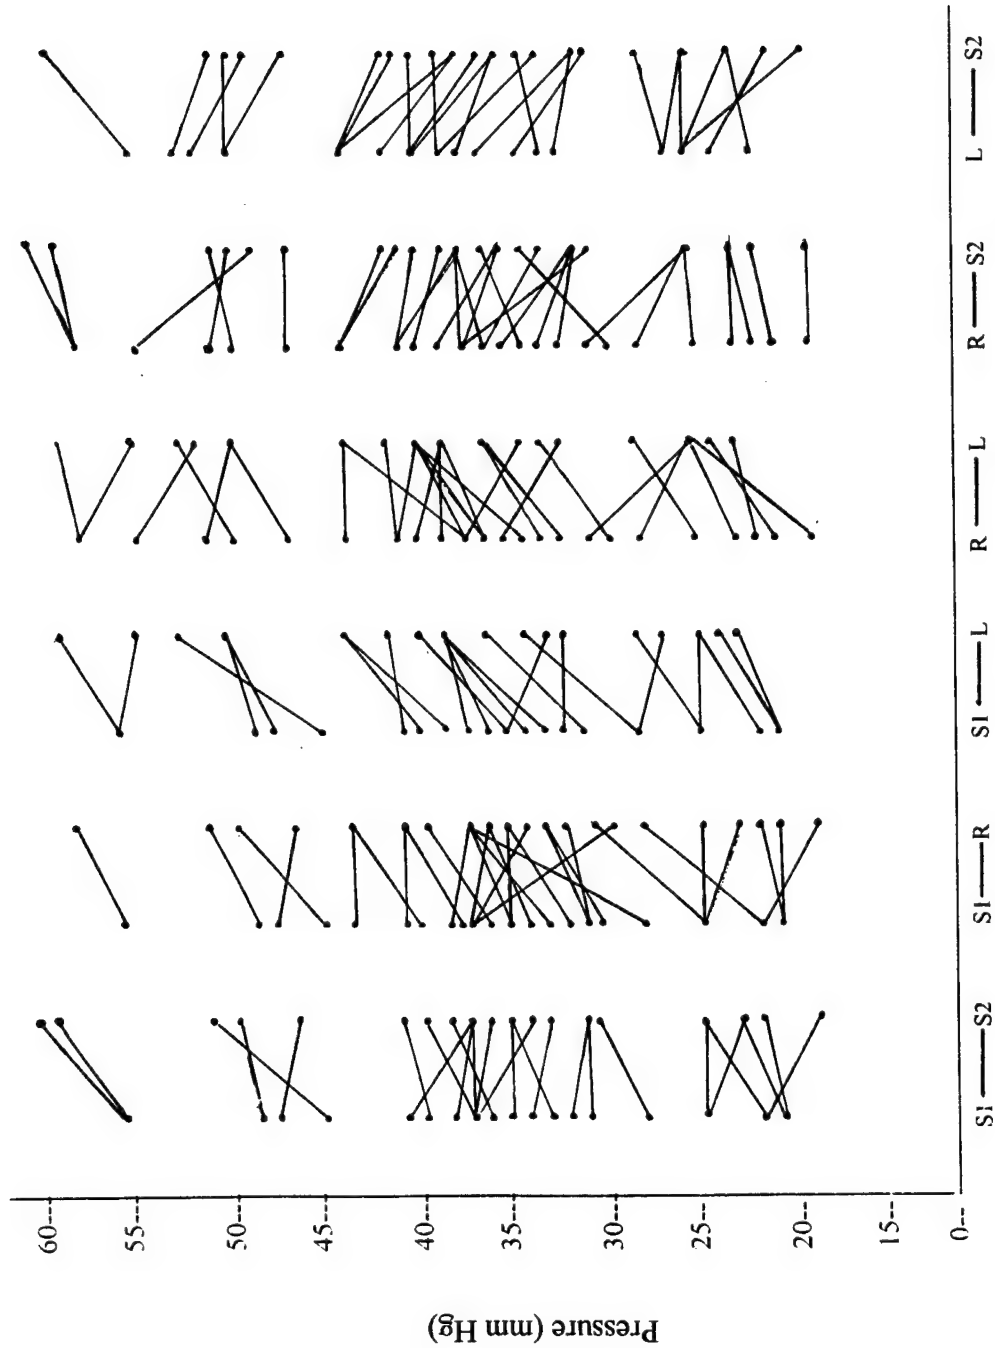 Pressure (mm Hg)
60--
55--
50--
45--
40--
35--
30--
25--
20--
15--
0--
S1 — S2
S1 — R
S1 — L
R — L
R — S2
L — S2